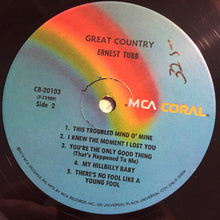 GREAT COUNTRY
ERNEST TUBB
CB-20103
Side 2
MCA CORAL
1. THIS TROUBLED MIND O' MINE
2. I KNEW THE MOMENT I LOST YOU
3. YOU'RE THE ONLY GOOD THING
(That's Happened To Me)
4. MY HILLBILLY BABY
5. THERE'S NO FOOL LIKE A
YOUNG FOOL